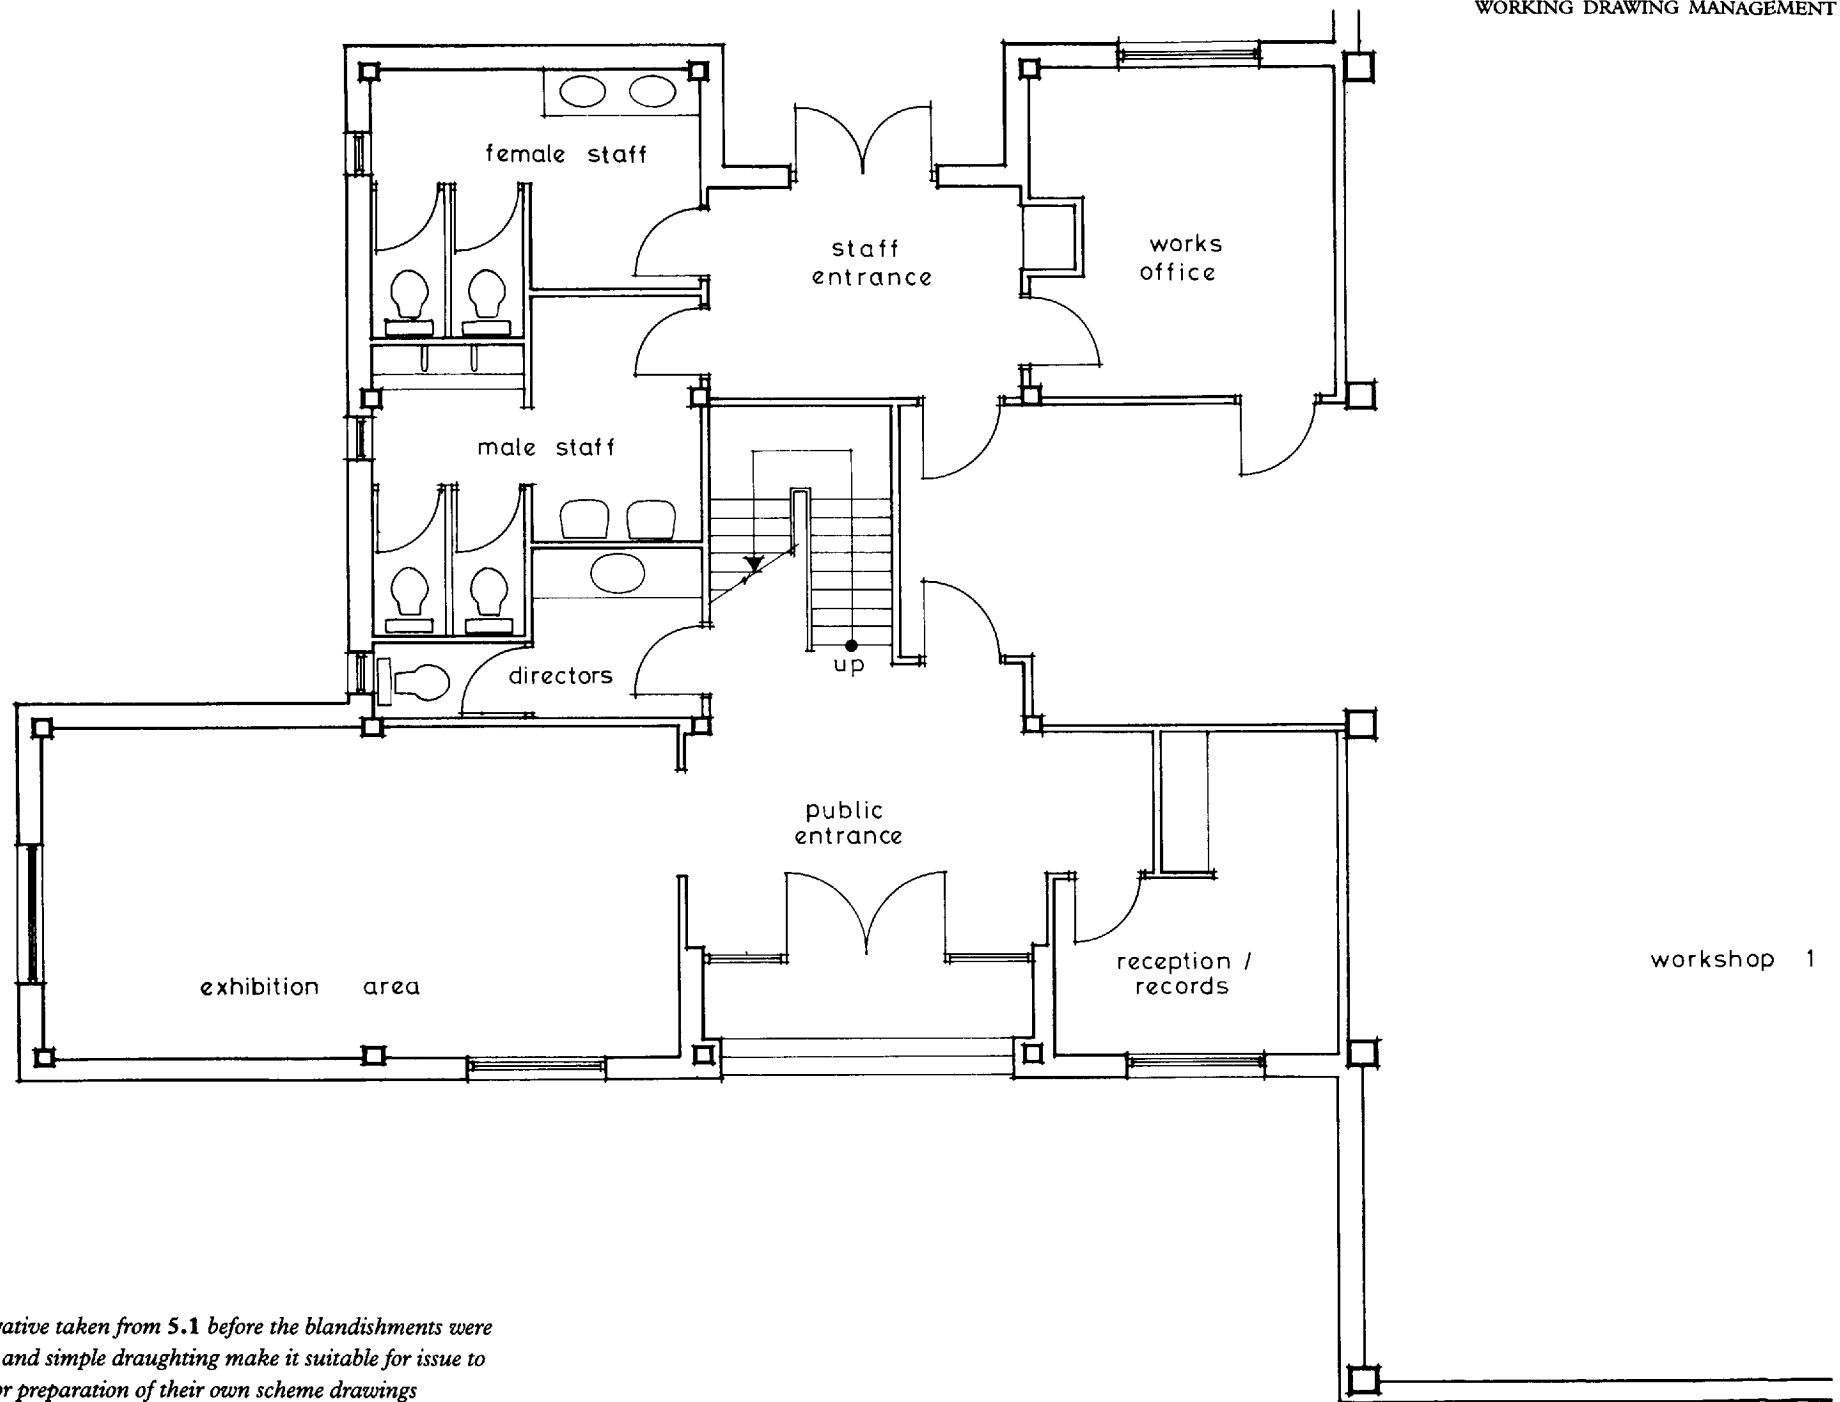 WORKING DRAWING MANAGEMENT
female staff
staff
entrance
works
office
male staff
directors
up
public
entrance
exhibition area
reception /
records
workshop 1
taken from 5.1 before the blandishments were
and simple draughting make it suitable for issue to
preparation of their own scheme drawings